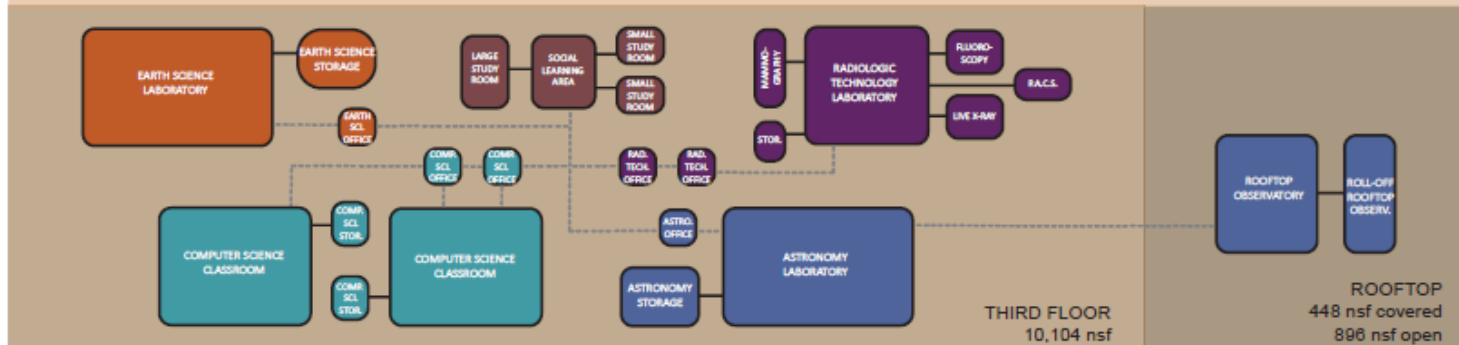 EARTH SCIENCE
LABORATORY
EARTH SCIENCE
STORAGE
EARTH
SCI.
OFFICE
LARGE
STUDY
ROOM
SOCIAL
LEARNING
AREA
SMALL
STUDY
ROOM
SMALL
STUDY
ROOM
MAMMO-
GRAPHY
STOR.
RADIOLOGIC
TECHNOLOGY
LABORATORY
FLUORO-
SCOPY
R.A.C.S.
LIVE X-RAY
COMP.
SCI.
OFFICE
COMP.
SCI.
OFFICE
RAD.
TECH.
OFFICE
RAD.
TECH.
OFFICE
COMPUTER SCIENCE
CLASSROOM
COMP.
SCI.
STOR.
COMP.
SCI.
STOR.
COMPUTER SCIENCE
CLASSROOM
ASTRO.
OFFICE
ASTRONOMY
STORAGE
ASTRONOMY
LABORATORY
THIRD FLOOR
10,104 nsf
ROOFTOP
OBSERVATORY
ROLL-OFF
ROOFTOP
OBSERV.
ROOFTOP
448 nsf covered
896 nsf open